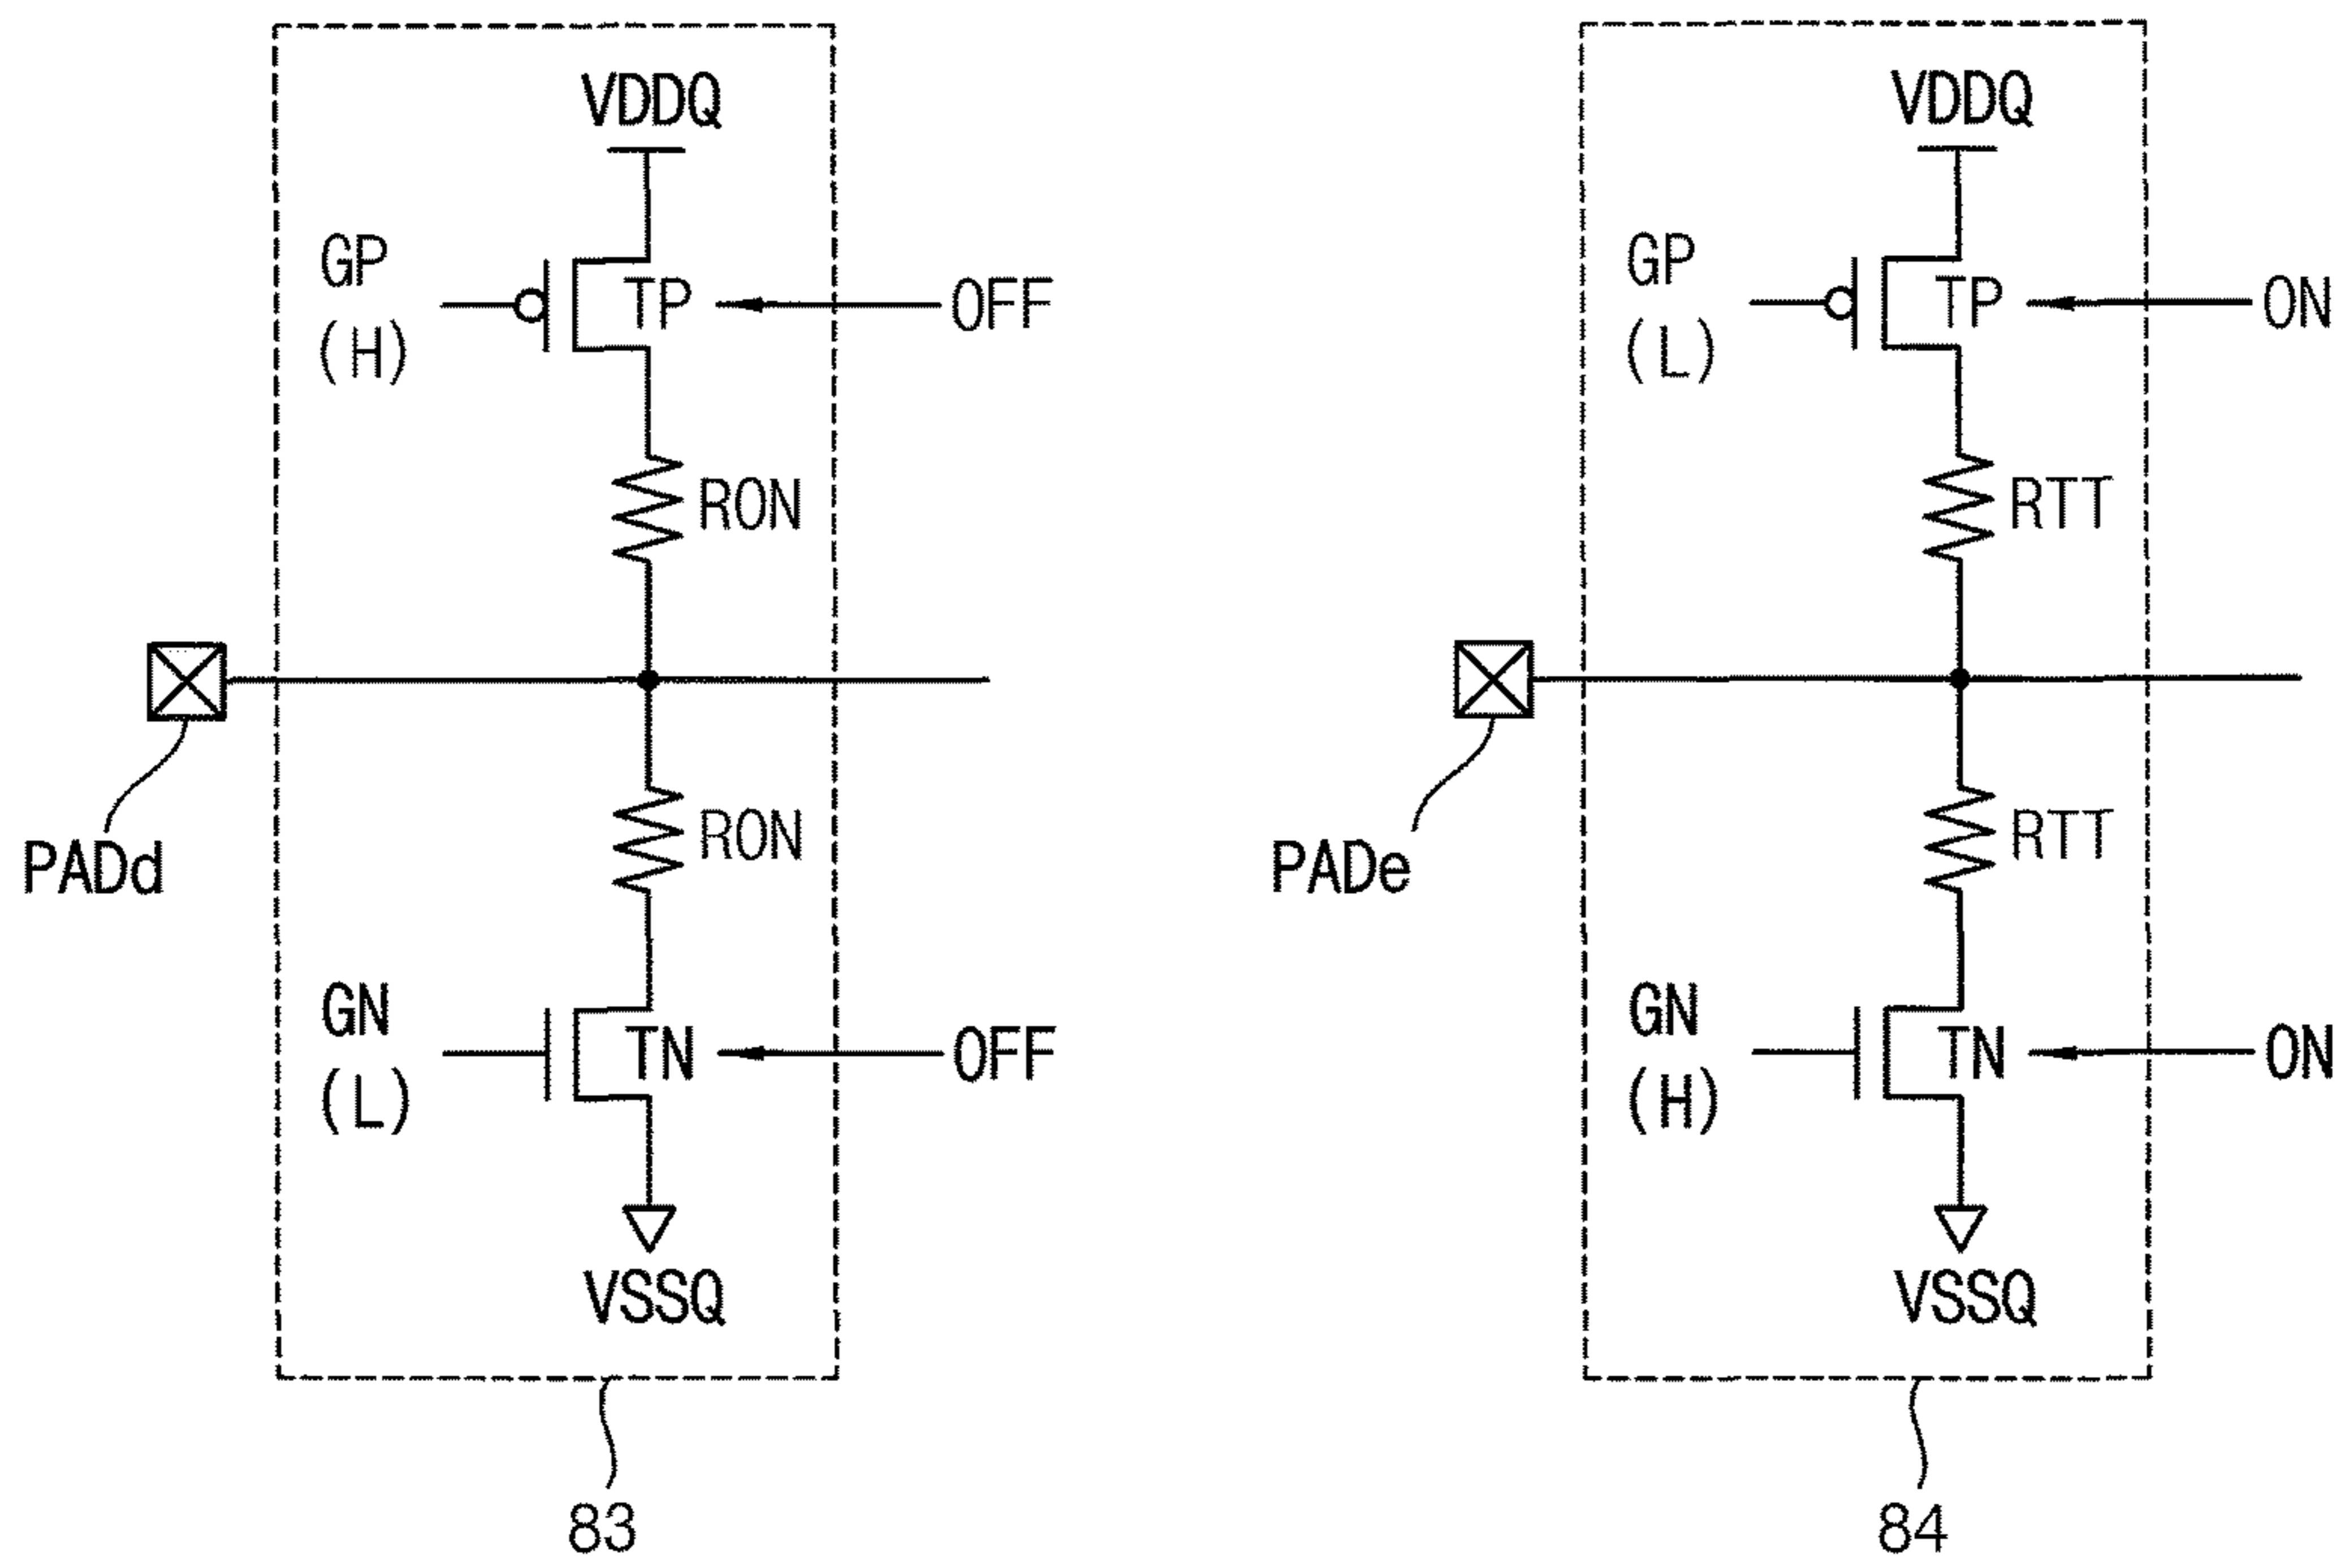 VDDQ
GP
(H)
TP
OFF
RON
PADd
RON
GN
(L)
TN
OFF
VSSQ
83
VDDQ
GP
(L)
TP
ON
RTT
PADe
RTT
GN
(H)
TN
ON
VSSQ
84